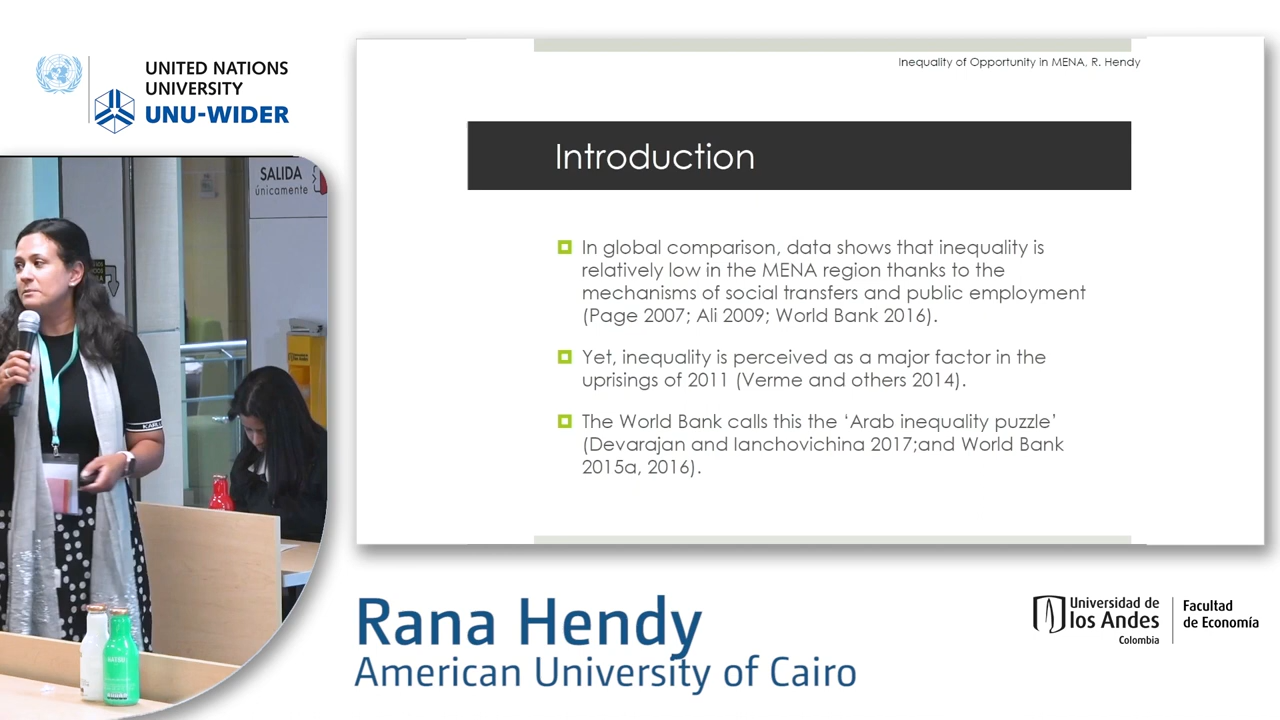 UNITED NATIONS
UNIVERSITY
UNU-WIDER
SALIDA
únicamente
Inequality of Opportunity in MENA, R. Hendy
Introduction
In global comparison, data shows that inequality is
relatively low in the MENA region thanks to the
mechanisms of social transfers and public employment
(Page 2007; Ali 2009; World Bank 2016).
Yet, inequality is perceived as a major factor in the
uprisings of 2011 (Verme and others 2014).
The World Bank calls this the ‘Arab inequality puzzle’
(Devarajan and Ianchovichina 2017;and World Bank
2015a, 2016).
Rana Hendy
American University of Cairo
Universidad de
los Andes
Colombia
Facultad
de Economía